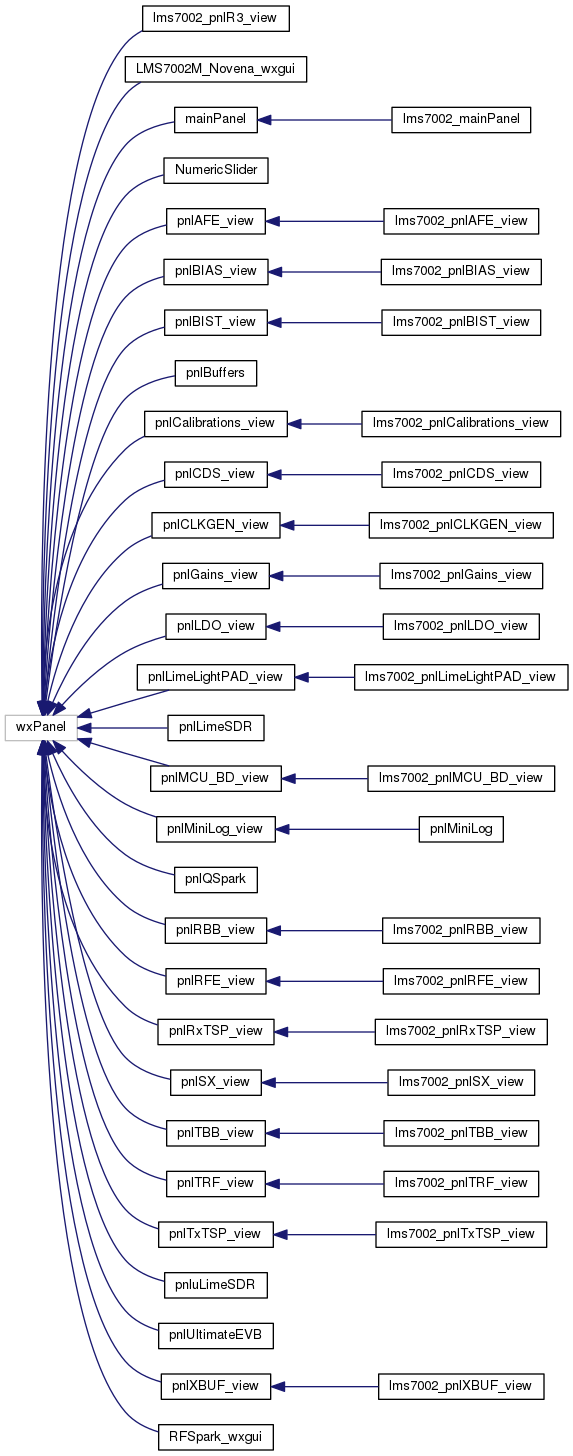 lms7002_pnlR3_view
LMS7002M_Novena_wxgui
mainPanel
lms7002_mainPanel
NumericSlider
pnlAFE_view
lms7002_pnlAFE_view
pnlBIAS_view
lms7002_pnlBIAS_view
pnlBIST_view
lms7002_pnlBIST_view
pnlBuffers
pnlCalibrations_view
lms7002_pnlCalibrations_view
pnlCDS_view
lms7002_pnlCDS_view
pnlCLKGEN_view
lms7002_pnlCLKGEN_view
pnlGains_view
lms7002_pnlGains_view
pnlLDO_view
lms7002_pnlLDO_view
pnlLimeLightPAD_view
lms7002_pnlLimeLightPAD_view
wxPanel
pnlLimeSDR
pnlMCU_BD_view
lms7002_pnlMCU_BD_view
pnlMiniLog_view
pnlMiniLog
pnlQSpark
pnlRBB_view
lms7002_pnlRBB_view
pnlRFE_view
lms7002_pnlRFE_view
pnlRxTSP_view
lms7002_pnlRxTSP_view
pnlSX_view
lms7002_pnlSX_view
pnlTBB_view
lms7002_pnlTBB_view
pnlTRF_view
lms7002_pnlTRF_view
pnlTxTSP_view
lms7002_pnlTxTSP_view
pnluLimeSDR
pnlUltimateEVB
pnlXBUF_view
lms7002_pnlXBUF_view
RFSpark_wxgui